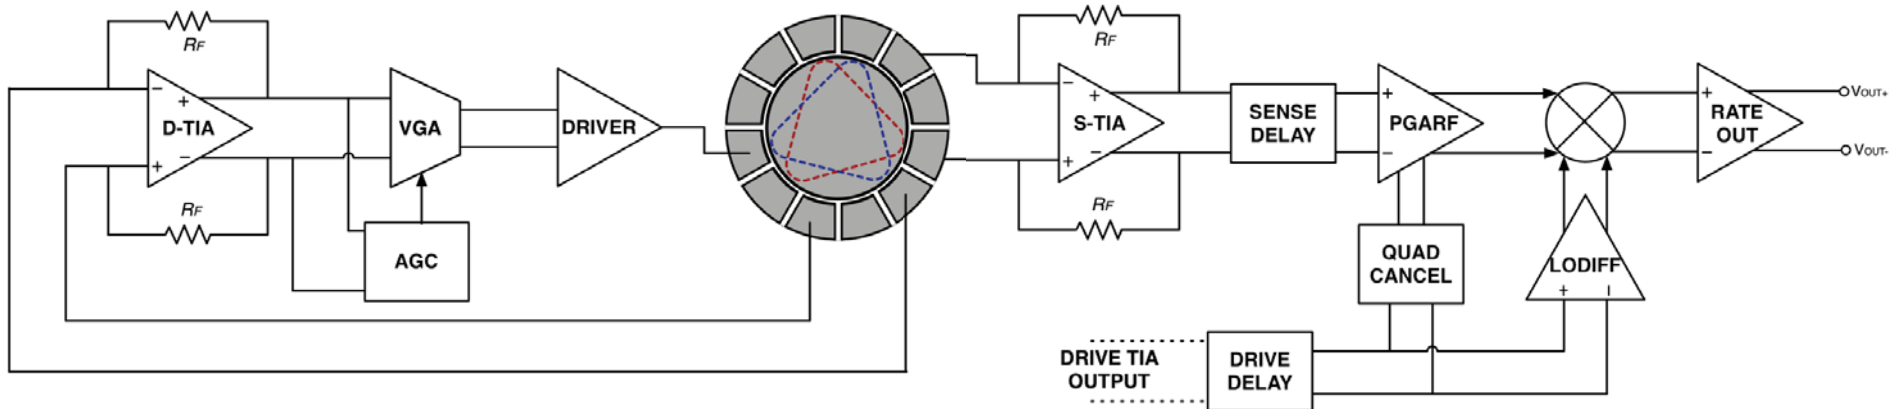 RF
- + D-TIA + -
RF
VGA
AGC
DRIVER
RF
- + S-TIA + -
RF
SENSE
DELAY
+ PGARF -
QUAD
CANCEL
LODIFF
+ -
DRIVE TIA
OUTPUT
DRIVE
DELAY
+ RATE
- OUT
VOUT+
VOUT-